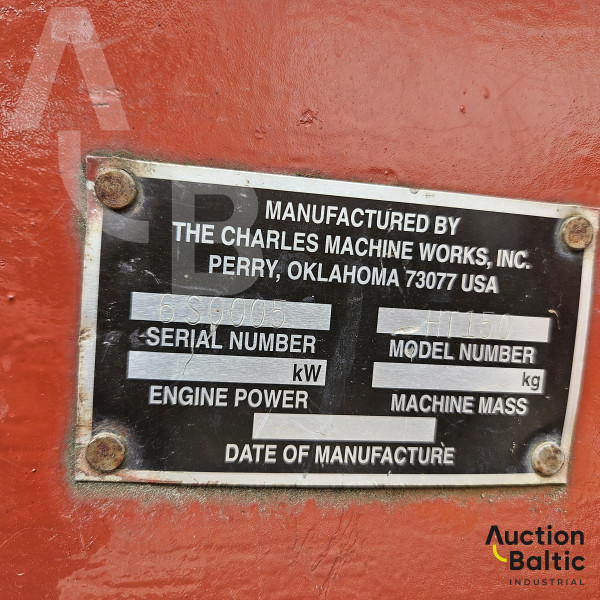 MANUFACTURED BY
THE CHARLES MACHINE WORKS, INC.
PERRY, OKLAHOMA 73077 USA
SERIAL NUMBER
MODEL NUMBER
kW
kg
ENGINE POWER
MACHINE MASS
DATE OF MANUFACTURE
Auction
Baltic
INDUSTRIAL